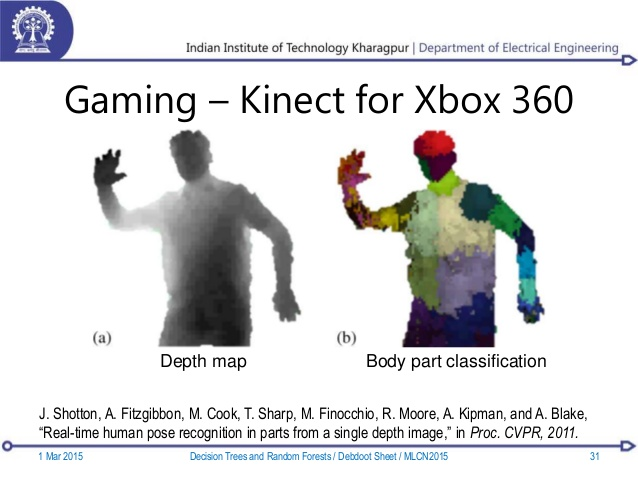 Indian Institute of Technology Kharagpur | Department of Electrical Engineering
Gaming – Kinect for Xbox 360
(a) (b)
Depth map Body part classification
J. Shotton, A. Fitzgibbon, M. Cook, T. Sharp, M. Finocchio, R. Moore, A. Kipman, and A. Blake,
“Real-time human pose recognition in parts from a single depth image,” in Proc. CVPR, 2011.
1 Mar 2015 Decision Trees and Random Forests / Debdoot Sheet / MLCN2015 31